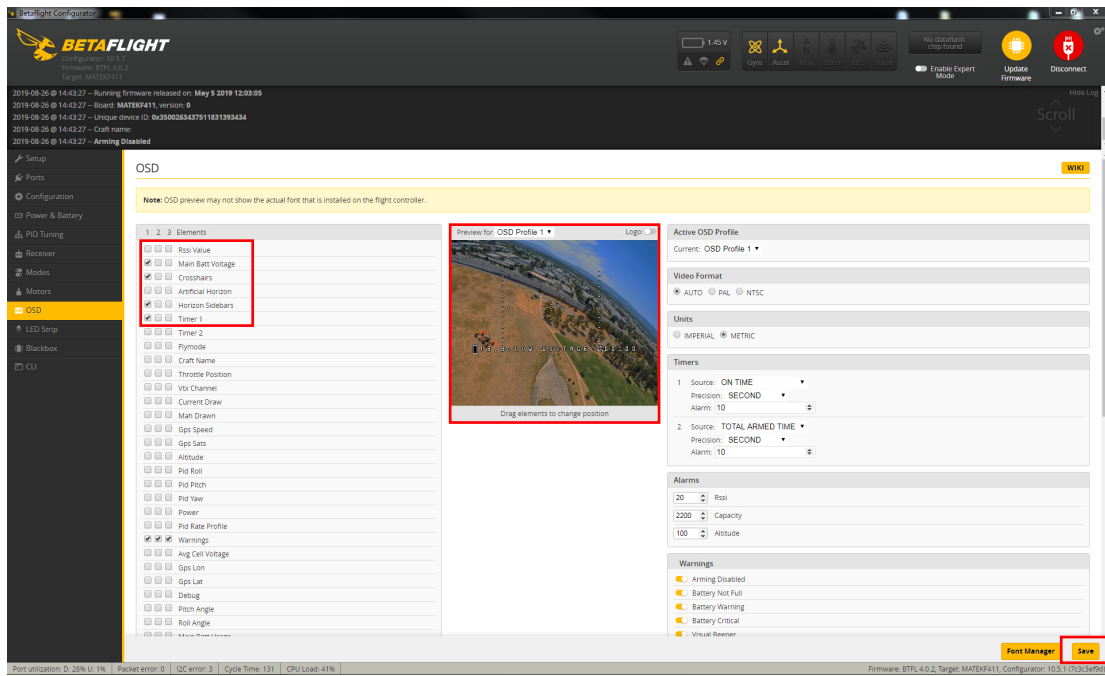 Betaflight Configurator
BETAFLIGHT
Configurator: 10.5.1
Firmware: BTFL 4.0.2
Target: MATEKF411
1.45 V
Gyro Accel
No dataflash
chip found
Enable Expert
Mode
Update
Firmware
Disconnect
2019-08-26 @ 14:43:27 -- Running firmware released on: May 5 2019 12:03:05
2019-08-26 @ 14:43:27 -- Board: MATEKF411, version: 0
2019-08-26 @ 14:43:27 -- Unique device ID: 0x3500263437511831393434
2019-08-26 @ 14:43:27 -- Craft name:
2019-08-26 @ 14:43:27 -- Arming Disabled
Hide Log
Scroll
Setup
Ports
Configuration
Power & Battery
PID Tuning
Receiver
Modes
Motors
OSD
LED Strip
Blackbox
CLI
OSD
WIKI
Note: OSD preview may not show the actual font that is installed on the flight controller.
1 2 3 Elements
Rssi Value
Main Batt Voltage
Crosshairs
Artificial Horizon
Horizon Sidebars
Timer 1
Timer 2
Flymode
Craft Name
Throttle Position
Vtx Channel
Current Draw
Mah Drawn
Gps Speed
Gps Sats
Altitude
Pid Roll
Pid Pitch
Pid Yaw
Power
Pid Rate Profile
Warnings
Avg Cell Voltage
Gps Lon
Gps Lat
Debug
Pitch Angle
Roll Angle
Main Batt Usage
Preview for OSD Profile 1
Logo:
Drag elements to change position
Active OSD Profile
Current: OSD Profile 1
Video Format
AUTO PAL NTSC
Units
IMPERIAL METRIC
Timers
1 Source: ON TIME
Precision: SECOND
Alarm: 10
2 Source: TOTAL ARMED TIME
Precision: SECOND
Alarm: 10
Alarms
20 Rssi
2200 Capacity
100 Altitude
Warnings
Arming Disabled
Battery Not Full
Battery Warning
Battery Critical
Visual Beeper
Font Manager
Save
Port utilization: D: 28% U: 1% Packet error: 0 I2C error: 3 Cycle Time: 131 CPU Load: 41%
Firmware: BTFL 4.0.2, Target: MATEKF411, Configurator: 10.5.1 (7c3c3ef9d)